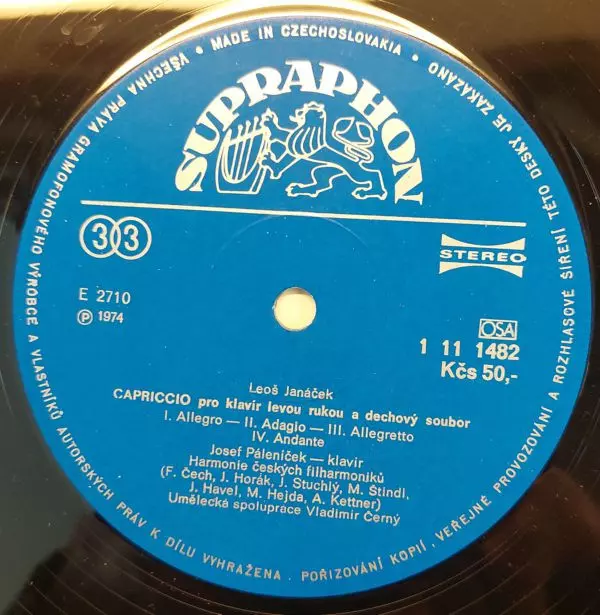 VŠECHNA PRÁVA GRAMOFONOVÉHO VÝROBCE A VLASTNÍKŮ AUTORSKÝCH PRÁV K DÍLU VYHRAŽENA . POŘIZOVÁNÍ KOPIÍ, VEŘEJNÉ PROVOZOVÁNÍ A ROZHLASOVÉ ŠÍŘENÍ TÉTO DESKY JE ZAKÁZÁNO
• MADE IN CZECHOSLOVAKIA •
SUPRAPHON
33
STEREO
E 2710
Ⓟ 1974
OSA
1 11 1482
Kčs 50,-
Leoš Janáček
CAPRICCIO pro klavír levou rukou a dechový soubor
I. Allegro — II. Adagio — III. Allegretto
IV. Andante
Josef Páleníček — klavír
Harmonie českých filharmoniků
(F. Čech, J. Horák, J. Stuchlý, M. Štindl,
J. Havel, M. Hejda, A. Kettner)
Umělecká spolupráce Vladimír Černý